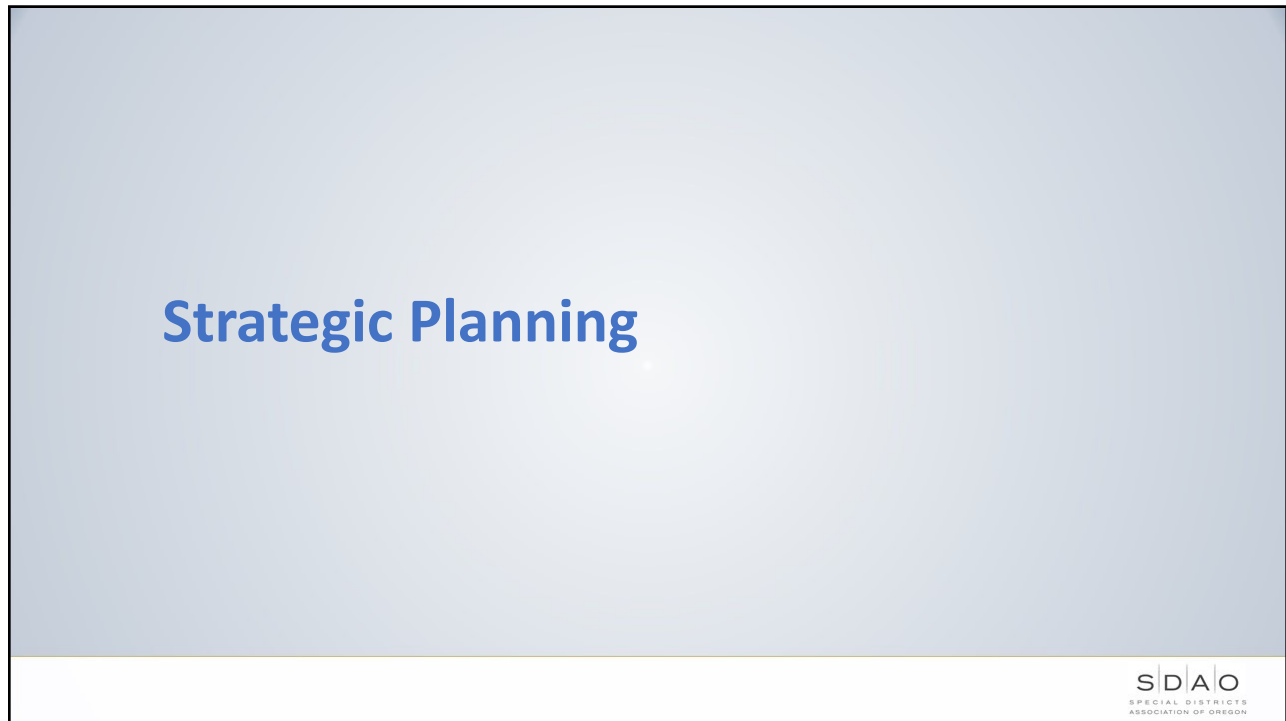 Strategic Planning
S|D|A|O
SPECIAL DISTRICTS
ASSOCIATION OF OREGON